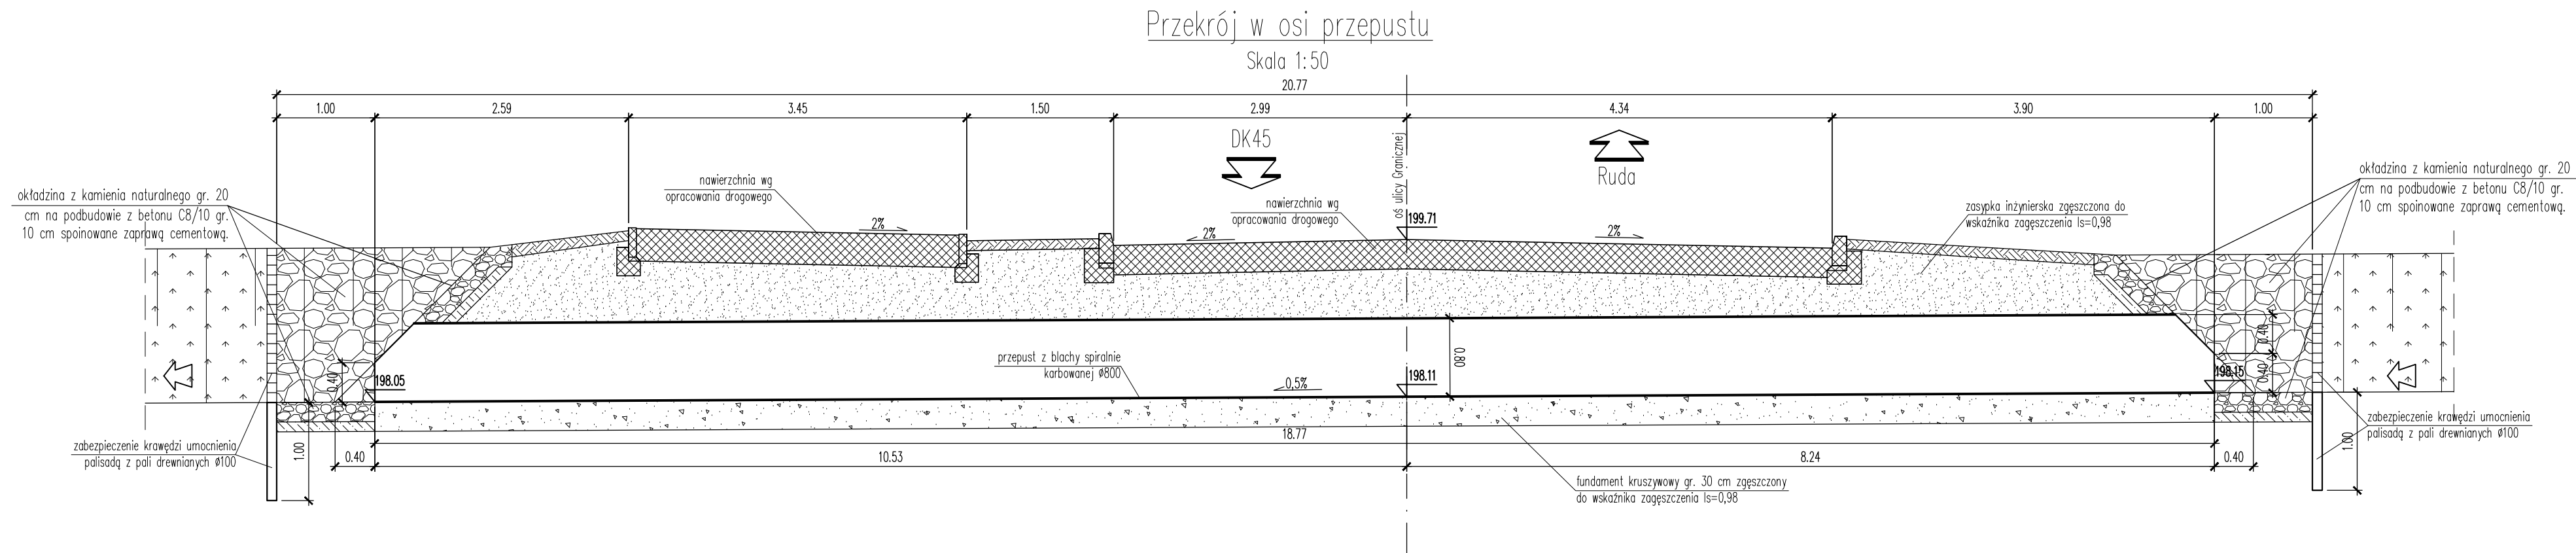 Przekrój w osi przepustu
Skala 1:50
20.77
1.00
2.59
3.45
1.50
2.99
4.34
3.90
1.00
DK45
oś ulicy Granicznej
Ruda
okładzina z kamienia naturalnego gr. 20
cm na podbudowie z betonu C8/10 gr.
10 cm spoinowane zaprawą cementową.
nawierzchnia wg
opracowania drogowego
nawierzchnia wg
opracowania drogowego
199.71
zasypka inżynierska zgęszczona do
wskaźnika zagęszczenia Is=0,98
okładzina z kamienia naturalnego gr. 20
cm na podbudowie z betonu C8/10 gr.
10 cm spoinowane zaprawą cementową.
2%
2%
2%
przepust z blachy spiralnie
karbowanej Ø800
0.80
0.40
198.05
0,5%
198.11
198.15
0.40
0.40
zabezpieczenie krawędzi umocnienia
palisadą z pali drewnianych Ø100
1.00
18.77
0.40
10.53
8.24
0.40
1.00
zabezpieczenie krawędzi umocnienia
palisadą z pali drewnianych Ø100
fundament kruszywowy gr. 30 cm zgęszczony
do wskaźnika zagęszczenia Is=0,98